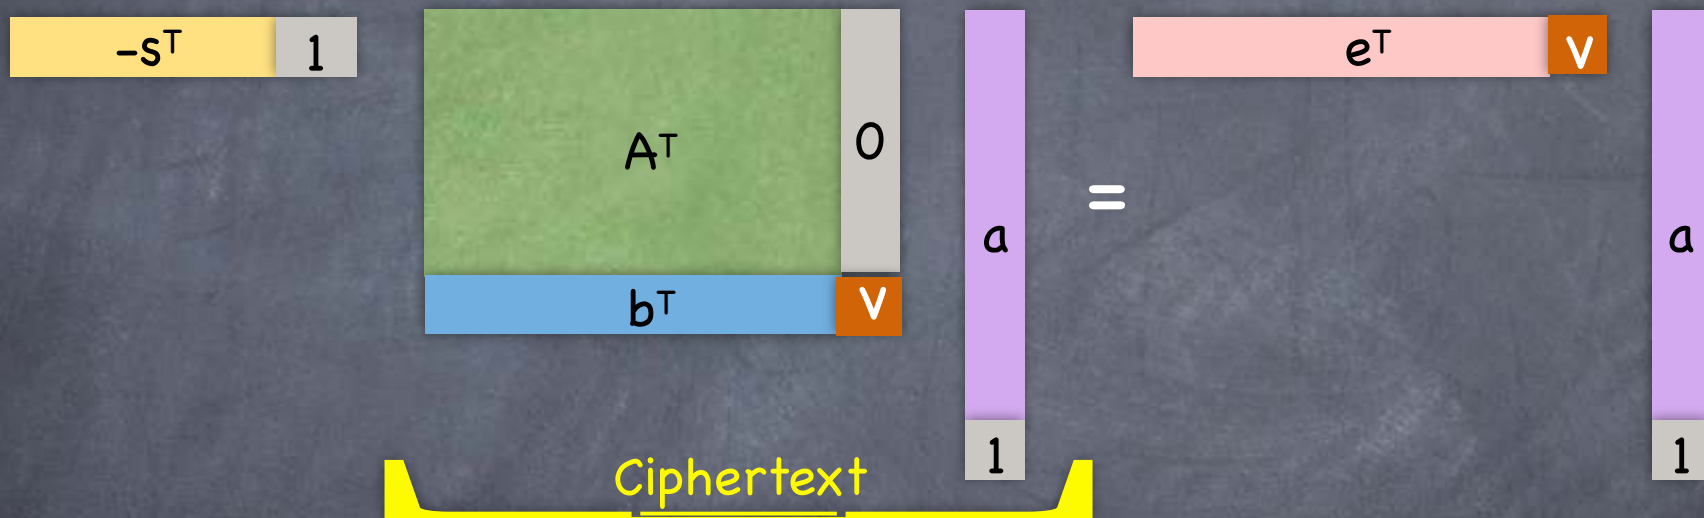 -sᵀ 1
Aᵀ 0
bᵀ v
a
1
=
eᵀ v
a
1
Ciphertext